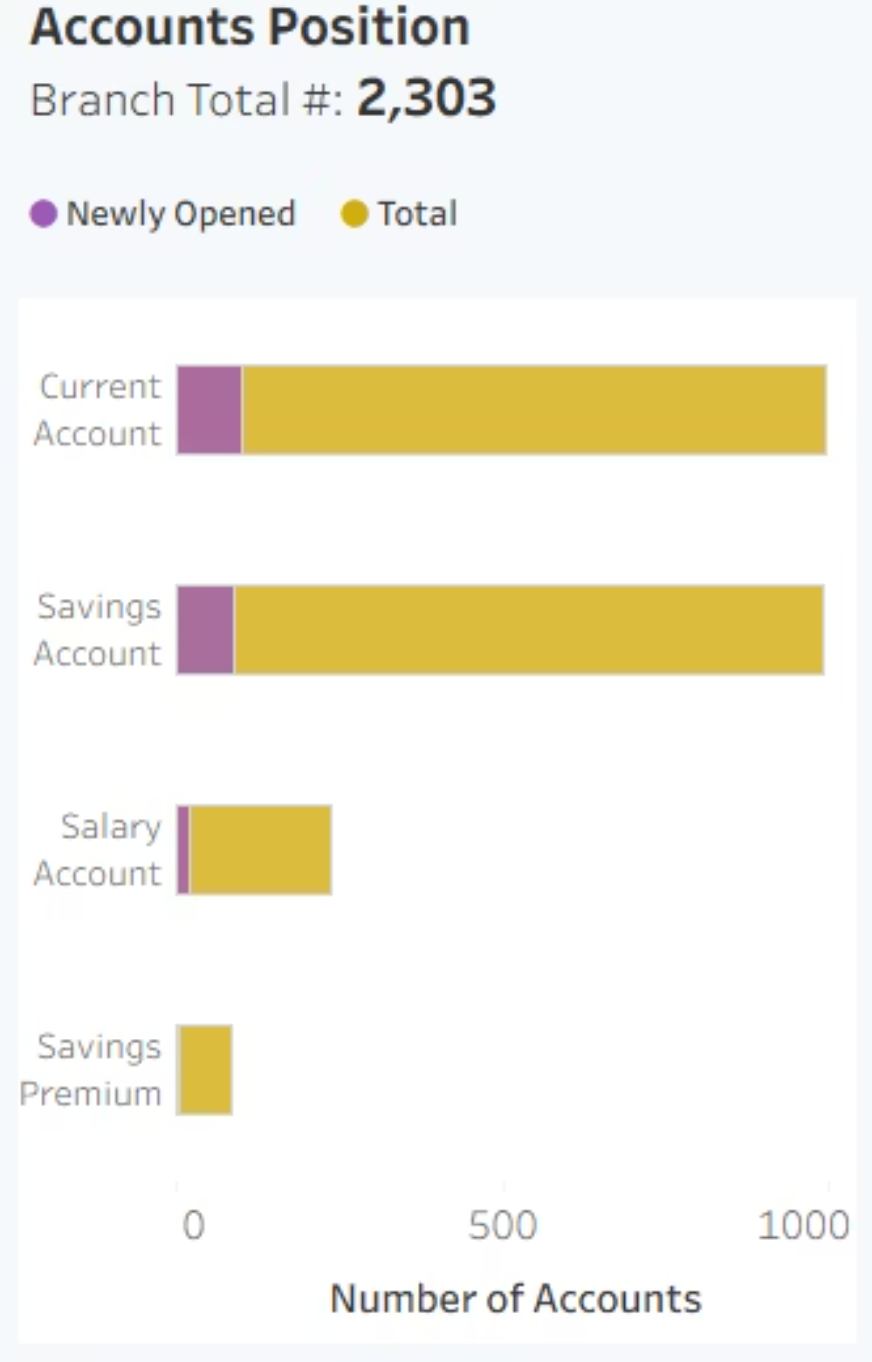 Accounts Position
Branch Total #: 2,303
Newly Opened Total
Current
Account
Savings
Account
Salary
Account
Savings
Premium
0 500 1000
Number of Accounts